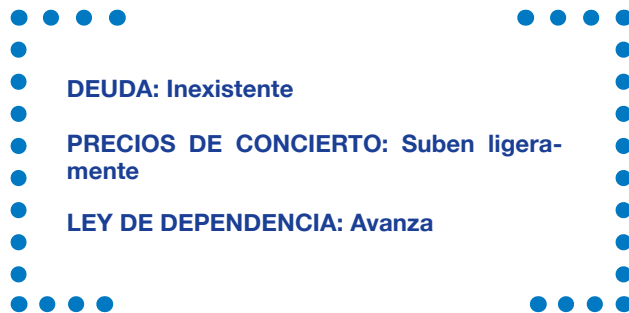 DEUDA: Inexistente
PRECIOS DE CONCIERTO: Suben ligera-
mente
LEY DE DEPENDENCIA: Avanza